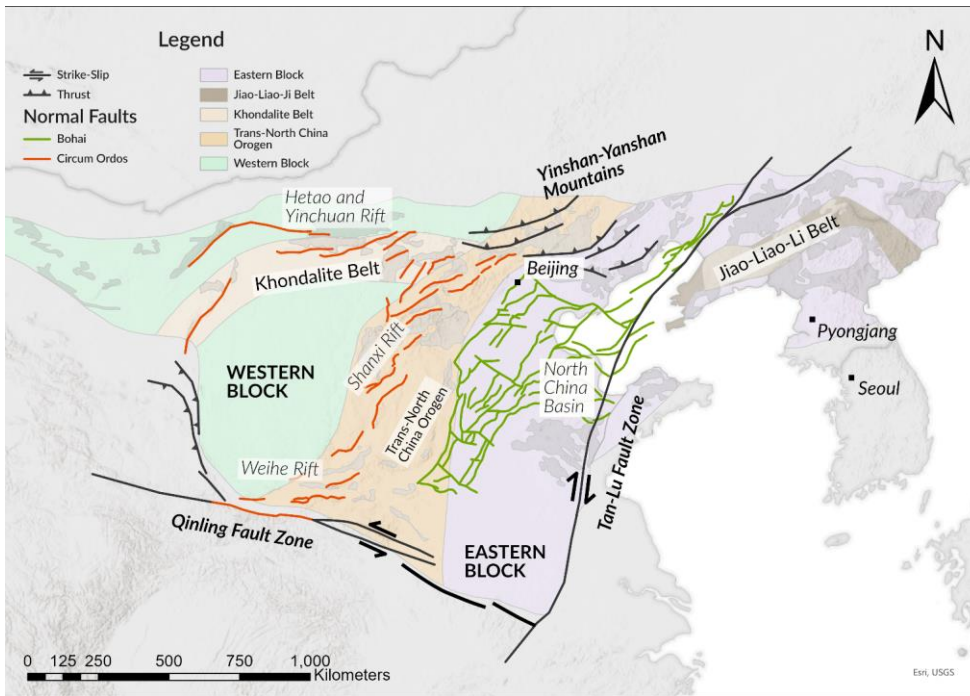 Legend
Strike-Slip
Thrust
Normal Faults
Bohai
Circum Ordos
Eastern Block
Jiao-Liao-Ji Belt
Khondalite Belt
Trans-North China
Orogen
Western Block
N
Yinshan-Yanshan
Mountains
Hetao and
Yinchuan Rift
Khondalite Belt
Beijing
Jiao-Liao-Li Belt
Pyongjang
Seoul
WESTERN
BLOCK
Shanxi Rift
North
China
Basin
Trans-North
China Orogen
Weihe Rift
Tan-Lu Fault Zone
Qinling Fault Zone
EASTERN
BLOCK
0 125 250 500 750 1,000
Kilometers
Esri, USGS